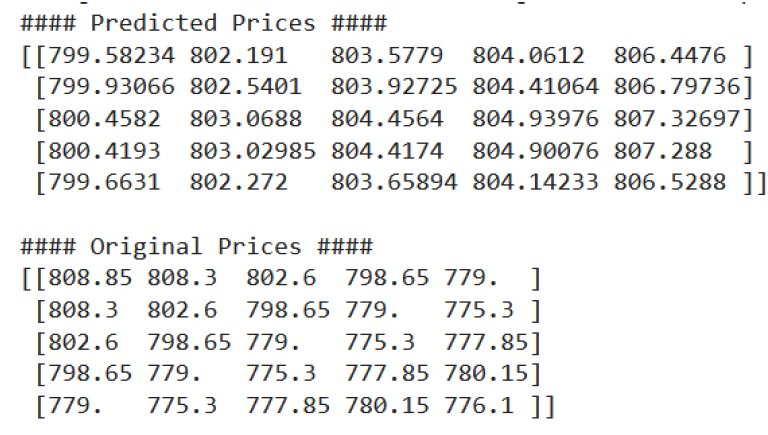 #### Predicted Prices ####
[[799.58234 802.191   803.5779  804.0612  806.4476 ]
 [799.93066 802.5401  803.92725 804.41064 806.79736]
 [800.4582  803.0688  804.4564  804.93976 807.32697]
 [800.4193  803.02985 804.4174  804.90076 807.288  ]
 [799.6631  802.272   803.65894 804.14233 806.5288 ]]
#### Original Prices ####
[[808.85 808.3  802.6  798.65 779.  ]
 [808.3  802.6  798.65 779.   775.3 ]
 [802.6  798.65 779.   775.3  777.85]
 [798.65 779.   775.3  777.85 780.15]
 [779.   775.3  777.85 780.15 776.1 ]]